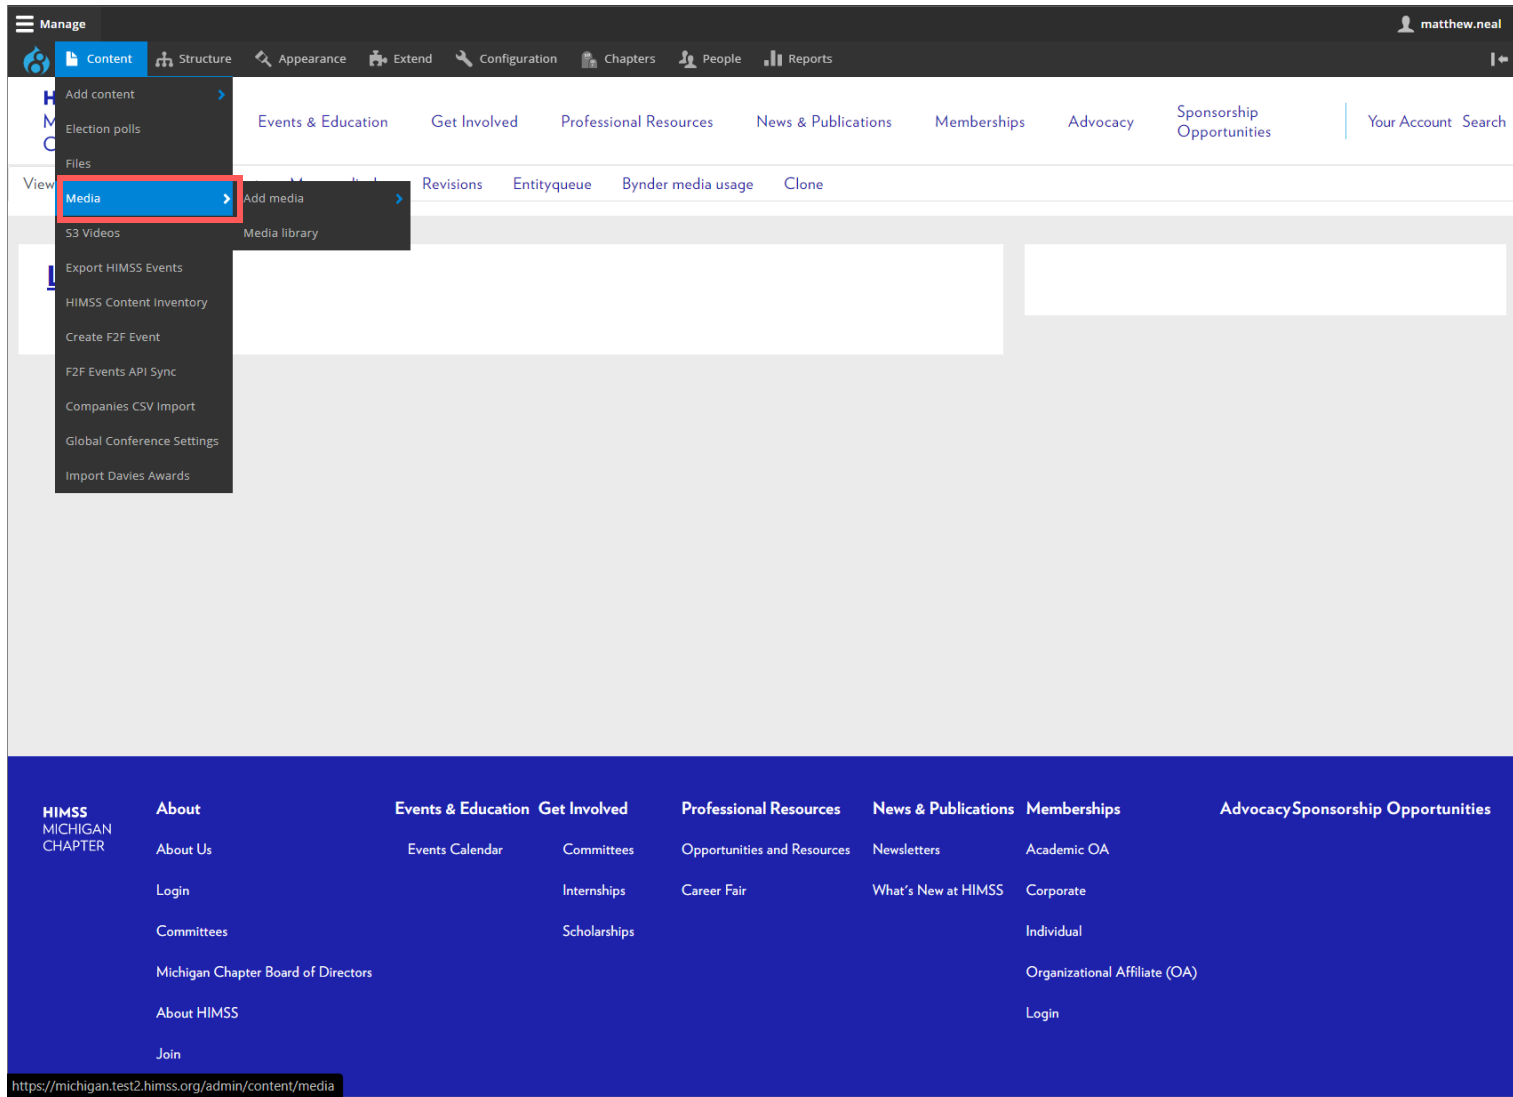 Manage
matthew.neal
Content
Structure
Appearance
Extend
Configuration
Chapters
People
Reports
Add content
Election polls
Files
Media
S3 Videos
Export HIMSS Events
HIMSS Content Inventory
Create F2F Event
F2F Events API Sync
Companies CSV Import
Global Conference Settings
Import Davies Awards
Add media
Media library
Events & Education
Get Involved
Professional Resources
News & Publications
Memberships
Advocacy
Sponsorship
Opportunities
Your Account
Search
View
Revisions
Entityqueue
Bynder media usage
Clone
HIMSS
MICHIGAN
CHAPTER
About
About Us
Login
Committees
Michigan Chapter Board of Directors
About HIMSS
Join
Events & Education
Events Calendar
Get Involved
Committees
Internships
Scholarships
Professional Resources
Opportunities and Resources
Career Fair
News & Publications
Newsletters
What's New at HIMSS
Memberships
Academic OA
Corporate
Individual
Organizational Affiliate (OA)
Login
Advocacy
Sponsorship Opportunities
https://michigan.test2.himss.org/admin/content/media